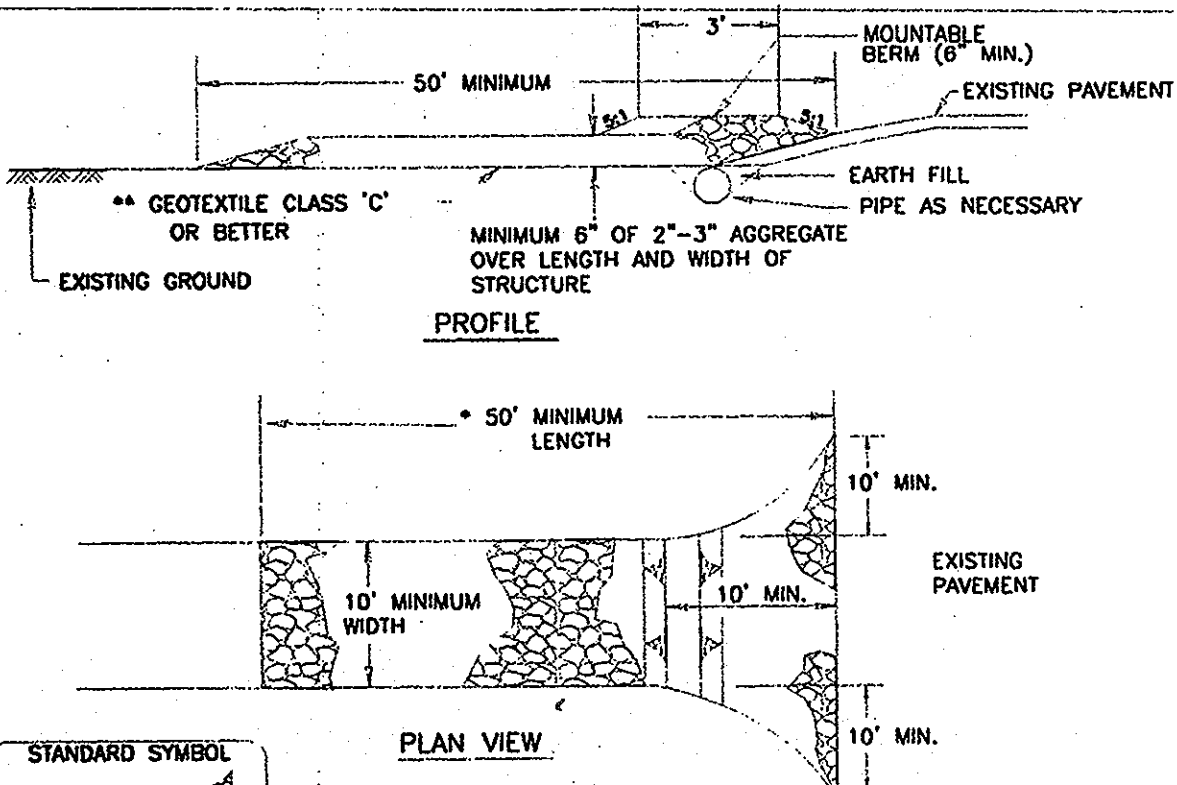 3'
MOUNTABLE
BERM (6" MIN.)
50' MINIMUM
EXISTING PAVEMENT
5:1
5:1
EARTH FILL
** GEOTEXTILE CLASS 'C'
OR BETTER
PIPE AS NECESSARY
MINIMUM 6" OF 2"-3" AGGREGATE
OVER LENGTH AND WIDTH OF
STRUCTURE
EXISTING GROUND
PROFILE
* 50' MINIMUM
LENGTH
10' MIN.
EXISTING
PAVEMENT
10' MINIMUM
WIDTH
10' MIN.
10' MIN.
PLAN VIEW
STANDARD SYMBOL